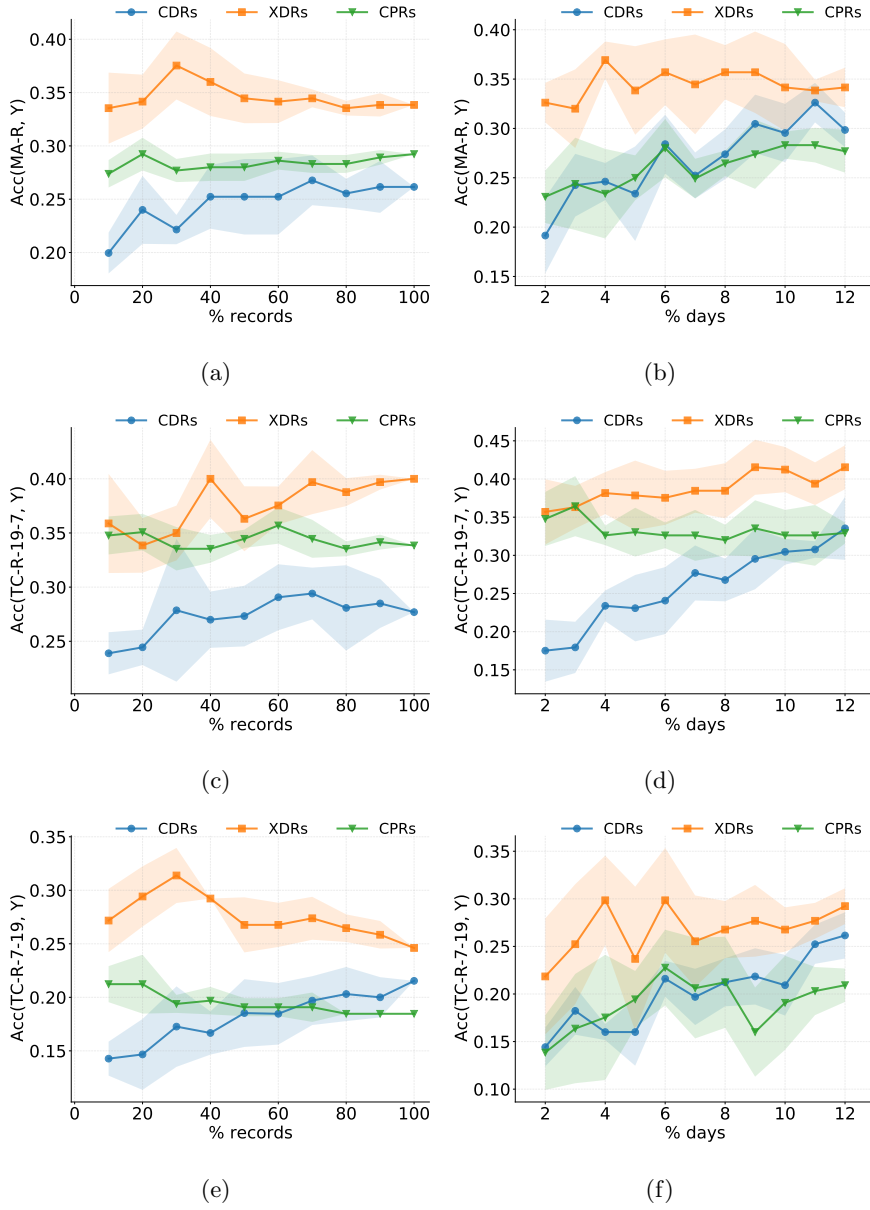 CDRs XDRs CPRs
0.40
0.35
0.30
0.25
0.20
Acc(MA-R, Y)
0 20 40 60 80 100
% records
(a)
CDRs XDRs CPRs
0.40
0.35
0.30
0.25
0.20
0.15
Acc(MA-R, Y)
2 4 6 8 10 12
% days
(b)
CDRs XDRs CPRs
0.40
0.35
0.30
0.25
Acc(TC-R-19-7, Y)
0 20 40 60 80 100
% records
(c)
CDRs XDRs CPRs
0.45
0.40
0.35
0.30
0.25
0.20
0.15
Acc(TC-R-19-7, Y)
2 4 6 8 10 12
% days
(d)
CDRs XDRs CPRs
0.35
0.30
0.25
0.20
0.15
Acc(TC-R-7-19, Y)
0 20 40 60 80 100
% records
(e)
CDRs XDRs CPRs
0.35
0.30
0.25
0.20
0.15
0.10
Acc(TC-R-7-19, Y)
2 4 6 8 10 12
% days
(f)